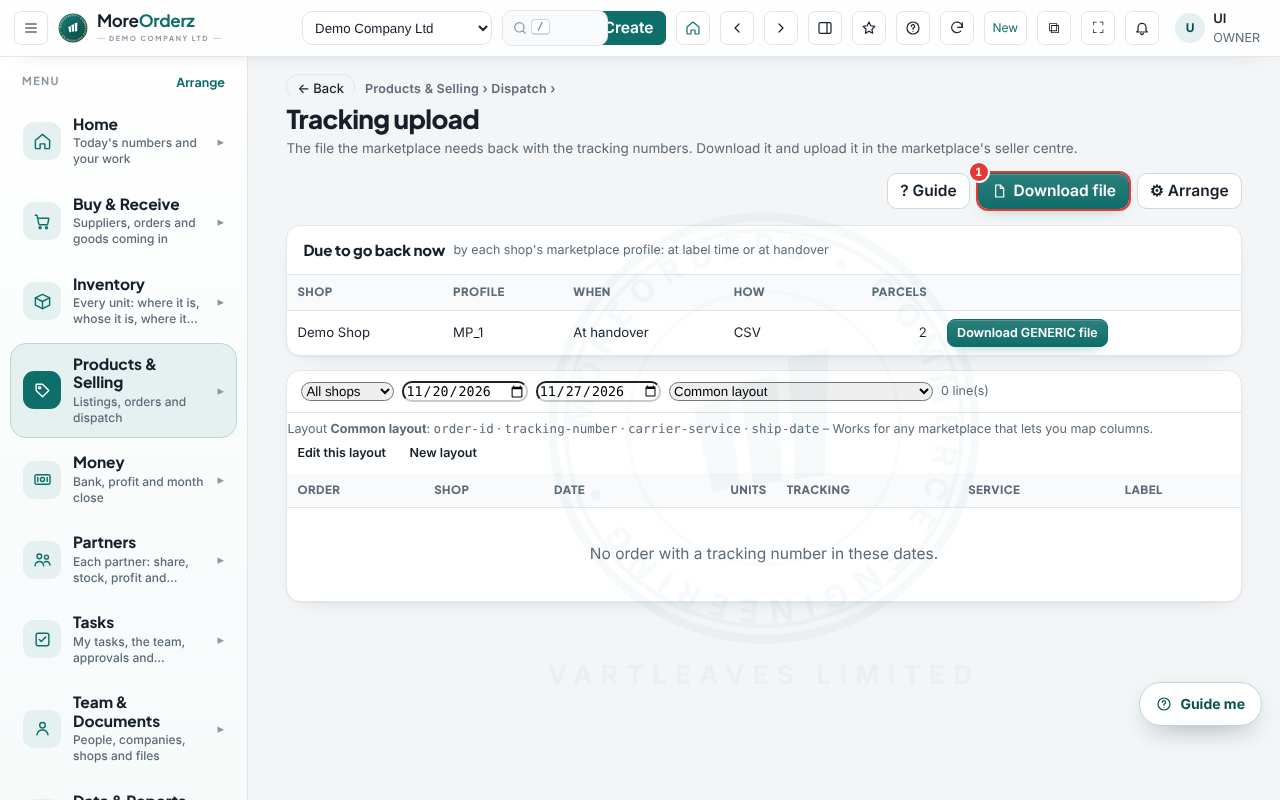 MoreOrderz
— DEMO COMPANY LTD —
Demo Company Ltd
/
Create
New
U
UI
OWNER
MENU
Arrange
Home
Today's numbers and
your work
Buy & Receive
Suppliers, orders and
goods coming in
Inventory
Every unit: where it is,
whose it is, where it...
Products &
Selling
Listings, orders and
dispatch
Money
Bank, profit and month
close
Partners
Each partner: share,
stock, profit and...
Tasks
My tasks, the team,
approvals and...
Team &
Documents
People, companies,
shops and files
← Back
Products & Selling › Dispatch ›
Tracking upload
The file the marketplace needs back with the tracking numbers. Download it and upload it in the marketplace's seller centre.
? Guide
1
Download file
⚙ Arrange
Due to go back now by each shop's marketplace profile: at label time or at handover
SHOP PROFILE WHEN HOW PARCELS
Demo Shop MP_1 At handover CSV 2 Download GENERIC file
All shops 11/20/2026 11/27/2026 Common layout 0 line(s)
Layout Common layout: order-id · tracking-number · carrier-service · ship-date – Works for any marketplace that lets you map columns.
Edit this layout New layout
ORDER SHOP DATE UNITS TRACKING SERVICE LABEL
No order with a tracking number in these dates.
VARTLEAVES LIMITED
Guide me